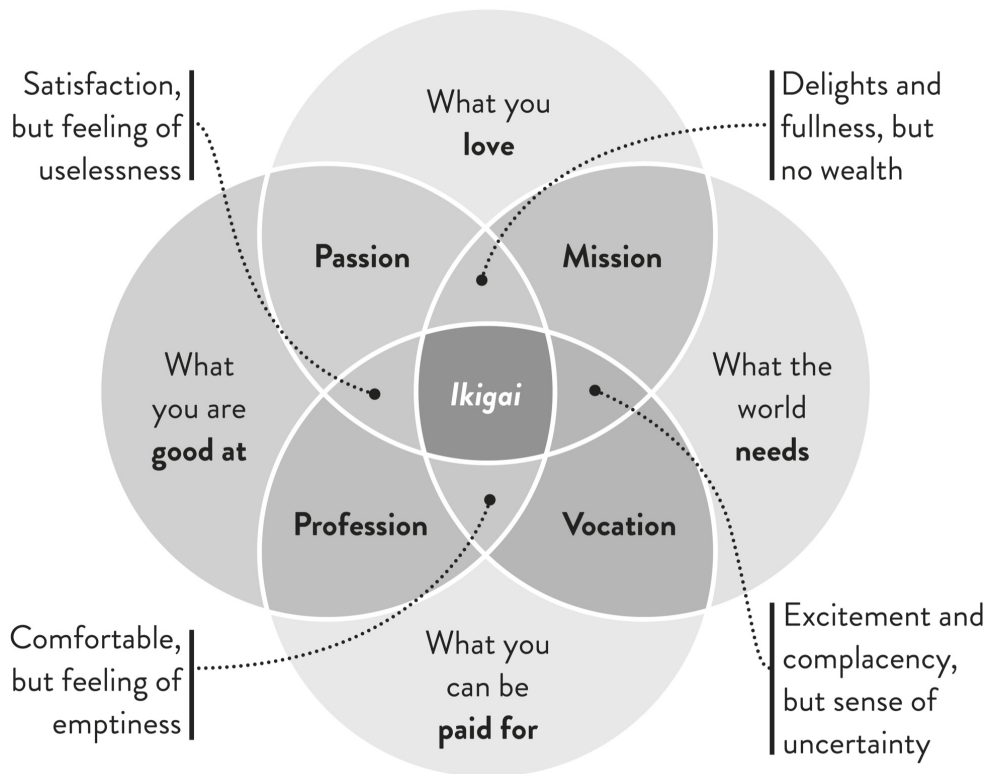 Satisfaction,
but feeling of
uselessness
What you
love
Delights and
fullness, but
no wealth
Passion
Mission
What
you are
good at
Ikigai
What the
world
needs
Profession
Vocation
Comfortable,
but feeling of
emptiness
What you
can be
paid for
Excitement and
complacency,
but sense of
uncertainty